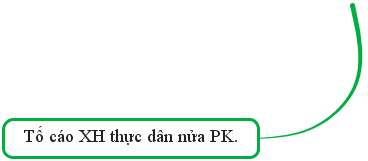 Tố cáo XH thực dân nửa PK.